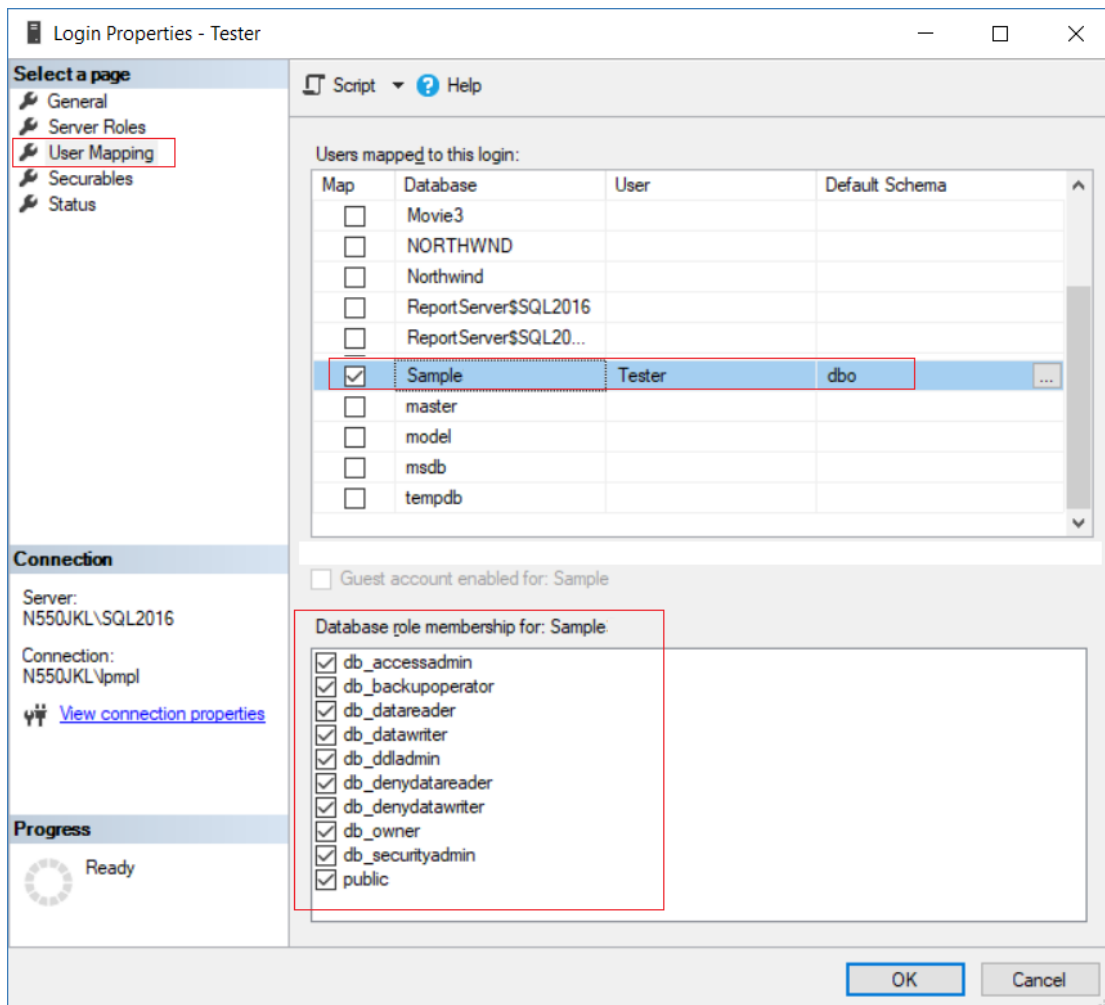 Login Properties - Tester
Select a page
General
Server Roles
User Mapping
Securables
Status
Script
Help
Users mapped to this login:
Map Database User Default Schema
Movie3
NORTHWND
Northwind
ReportServer$SQL2016
ReportServer$SQL20...
Sample Tester dbo ...
master
model
msdb
tempdb
Connection
Server:
N550JKL\SQL2016
Connection:
N550JKL\lpmpl
View connection properties
Progress
Ready
Guest account enabled for: Sample
Database role membership for: Sample
db_accessadmin
db_backupoperator
db_datareader
db_datawriter
db_ddladmin
db_denydatareader
db_denydatawriter
db_owner
db_securityadmin
public
OK
Cancel